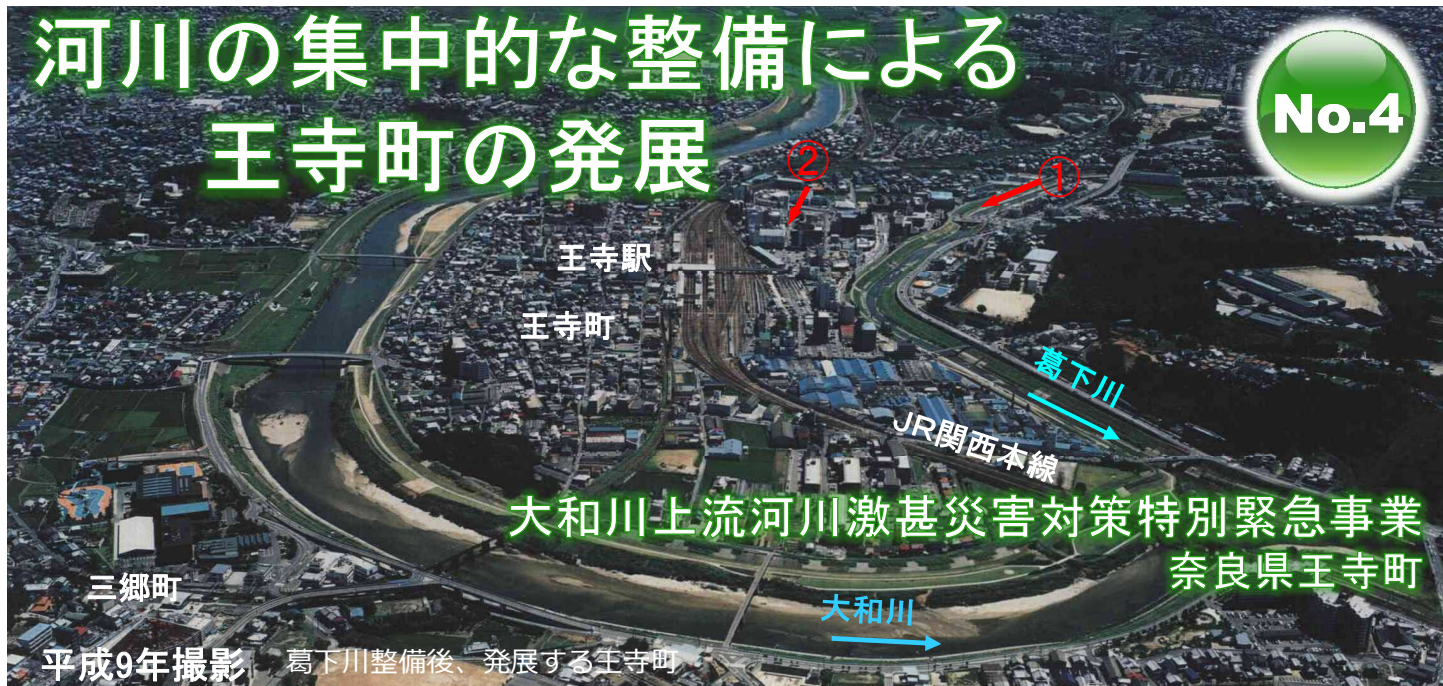 河川の集中的な整備による
王寺町の発展
No.4
②
①
王寺駅
王寺町
葛下川
JR関西本線
大和川上流河川激甚災害対策特別緊急事業
奈良県王寺町
三郷町
大和川
平成9年撮影 葛下川整備後、発展する王寺町